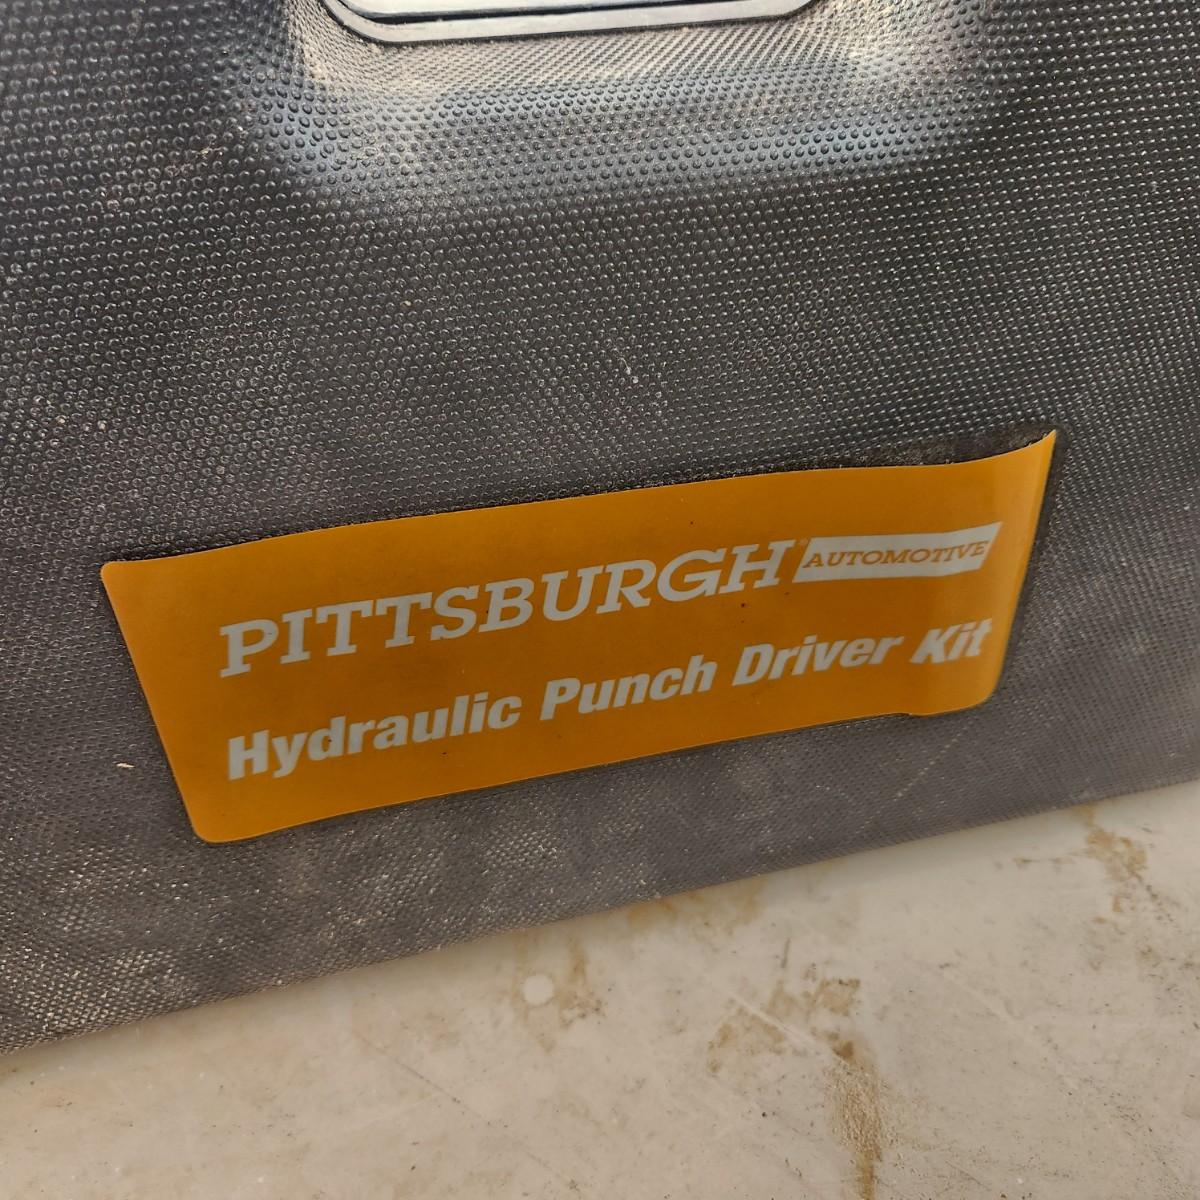 PITTSBURGH® AUTOMOTIVE
Hydraulic Punch Driver Kit